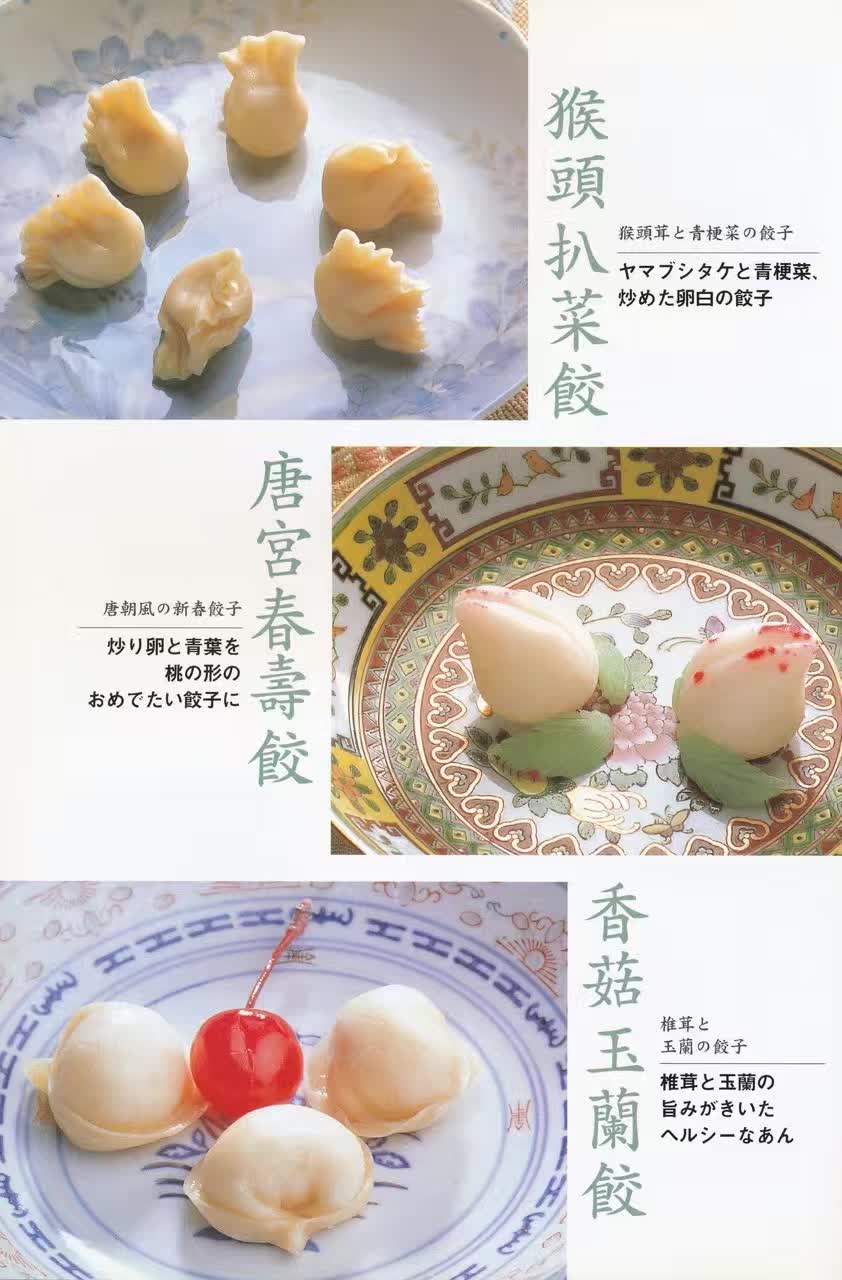 猴頭扒菜餃
猴頭茸と青梗菜の餃子
ヤマブシタケと青梗菜、
炒めた卵白の餃子
唐宮春壽餃
唐朝風の新春餃子
炒り卵と青葉を
桃の形の
おめでたい餃子に
香菇玉蘭餃
椎茸と
玉蘭の餃子
椎茸と玉蘭の
旨みがきいた
ヘルシーなあん